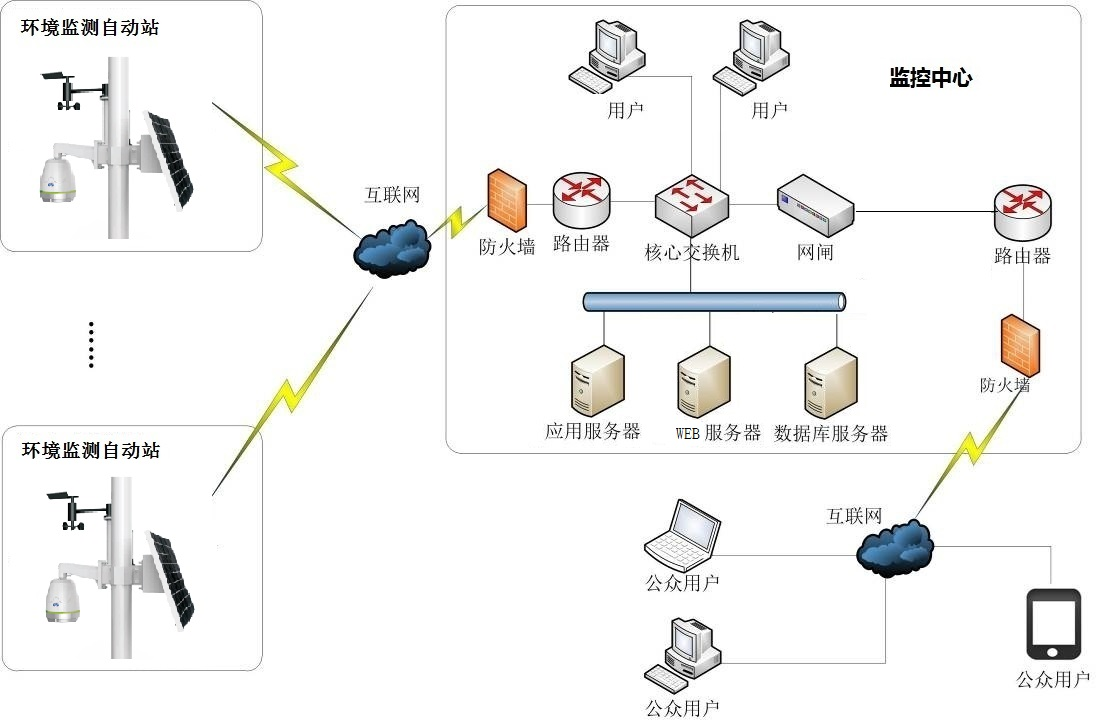 环境监测自动站
监控中心
用户
用户
互联网
防火墙
路由器
核心交换机
网闸
路由器
防火墙
应用服务器
WEB 服务器
数据库服务器
环境监测自动站
互联网
公众用户
公众用户
公众用户